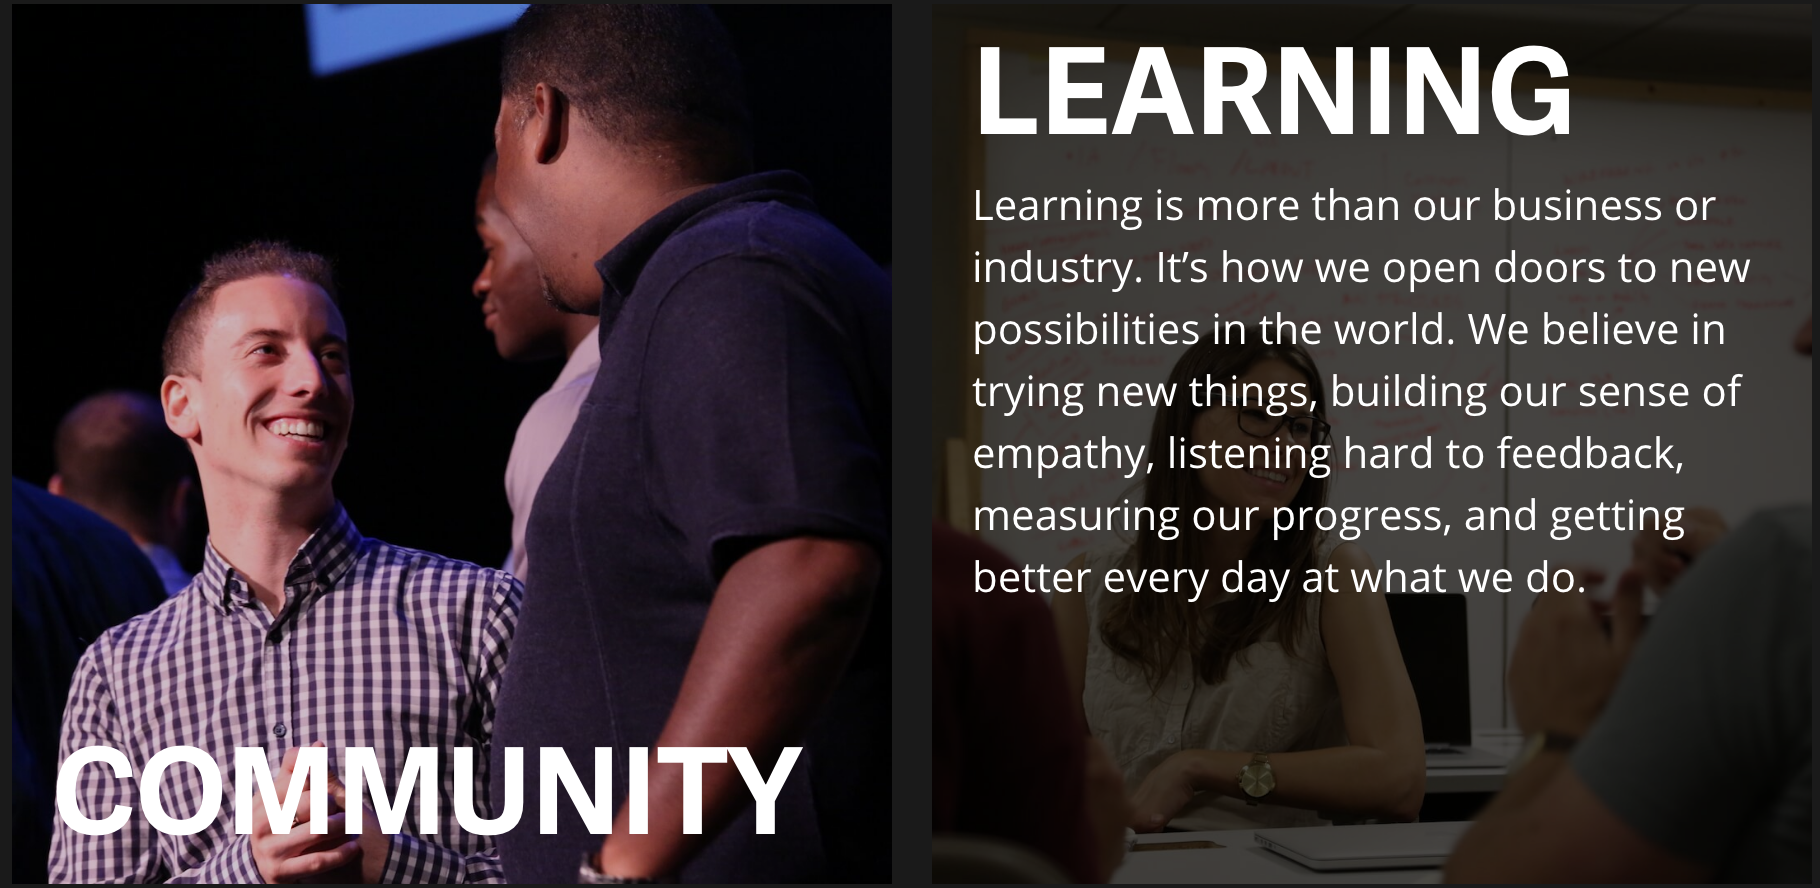 COMMUNITY
LEARNING
Learning is more than our business or
industry. It’s how we open doors to new
possibilities in the world. We believe in
trying new things, building our sense of
empathy, listening hard to feedback,
measuring our progress, and getting
better every day at what we do.